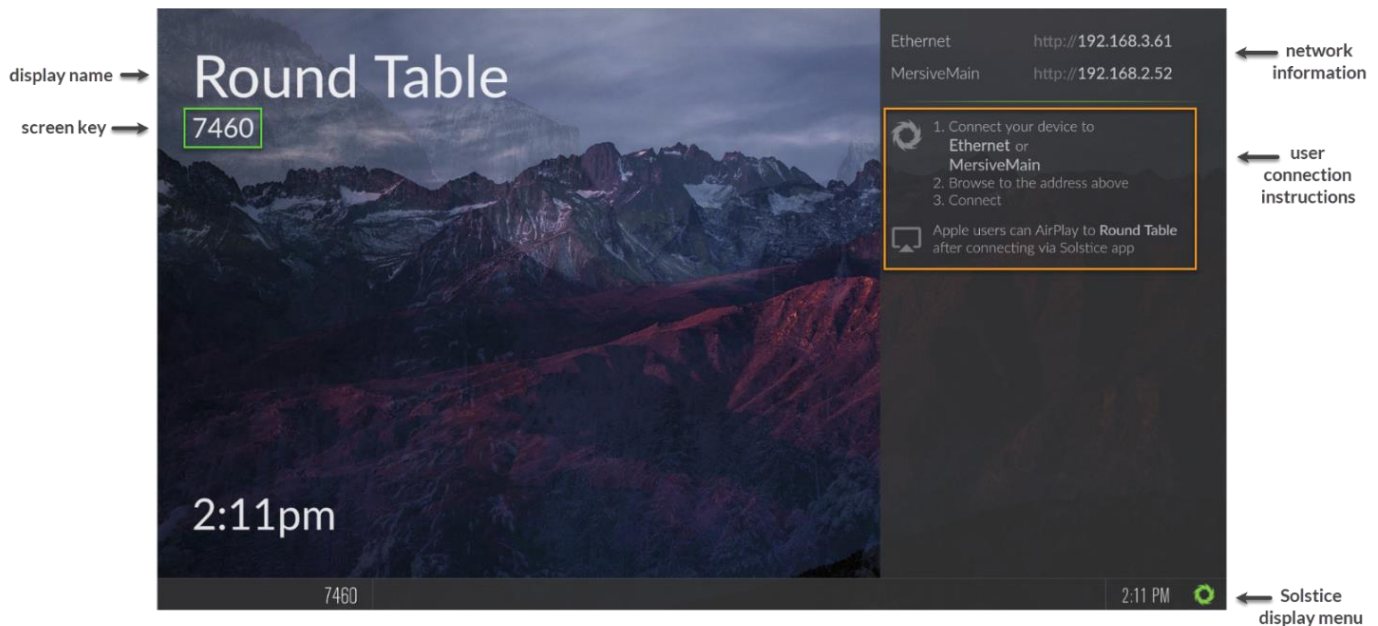 display name
screen key
Round Table
7460
2:11pm
7460
2:11 PM
Ethernet http://192.168.3.61
MersiveMain http://192.168.2.52
1. Connect your device to
Ethernet or
MersiveMain
2. Browse to the address above
3. Connect
Apple users can AirPlay to Round Table
after connecting via Solstice app
network
information
user
connection
instructions
Solstice
display menu